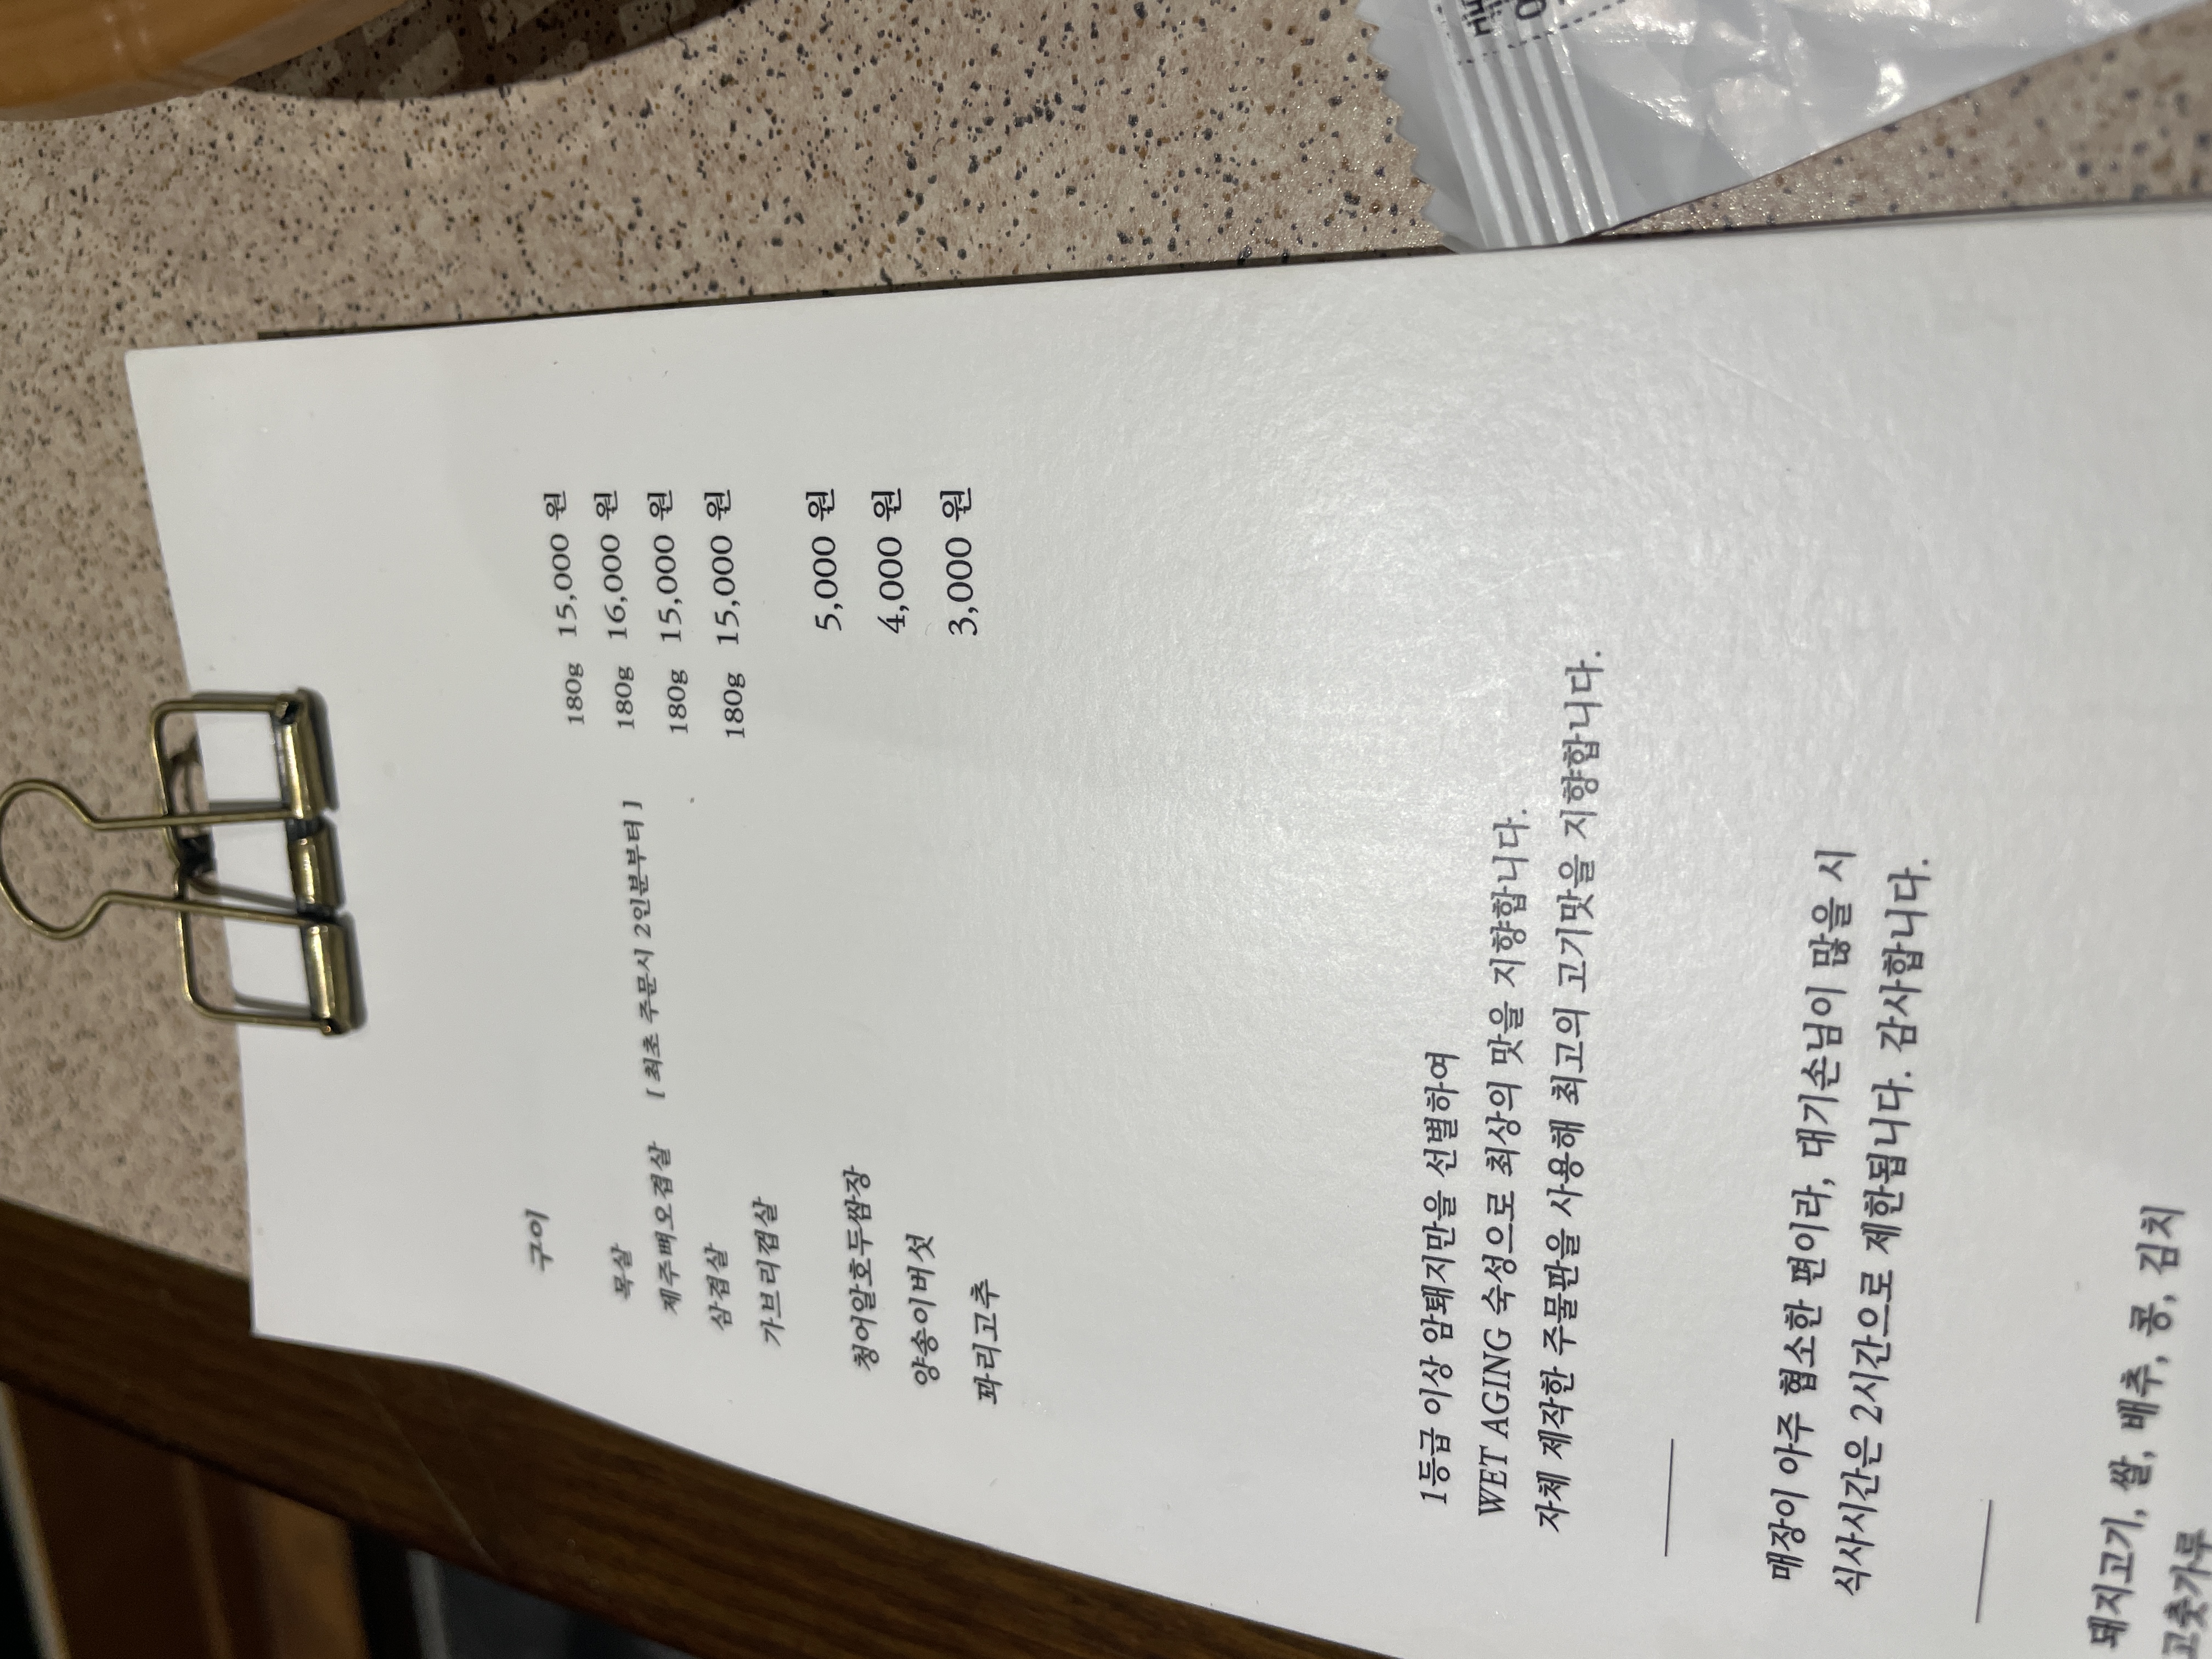 구이
목살 180g 15,000 원
제주뼈오겹살 [ 최초 주문시 2인분부터 ] 180g 16,000 원
삼겹살 180g 15,000 원
가브리껍살 180g 15,000 원
청어알호두쌈장 5,000 원
양송이버섯 4,000 원
꽈리고추 3,000 원
1등급 이상 암퇘지만을 선별하여
WET AGING 숙성으로 최상의 맛을 지향합니다.
자체 제작한 주물판을 사용해 최고의 고기맛을 지향합니다.
매장이 아주 협소한 편이라, 대기손님이 많을 시
식사시간은 2시간으로 제한됩니다. 감사합니다.
돼지고기, 쌀, 배추, 콩, 김치
고춧가루